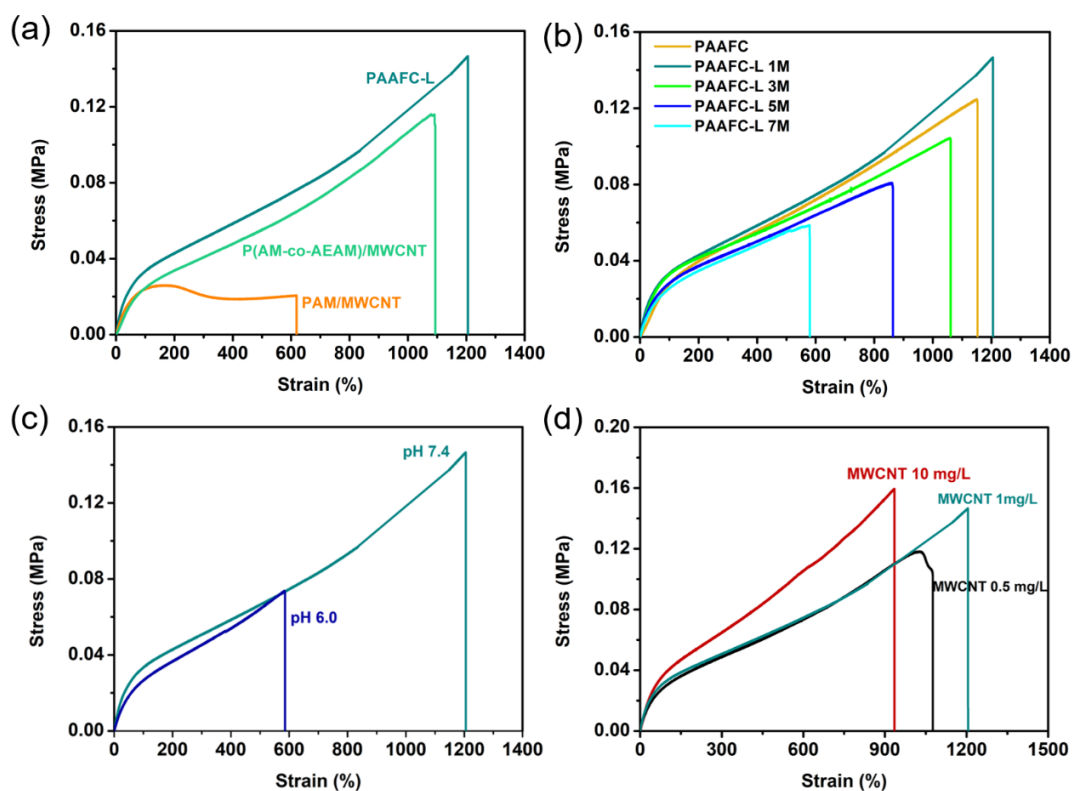 (a)
0.16
0.12
0.08
0.04
0.00
Stress (MPa)
PAAFC-L
P(AM-co-AEAM)/MWCNT
PAM/MWCNT
0 200 400 600 800 1000 1200 1400
Strain (%)
(b)
0.16
0.12
0.08
0.04
0.00
Stress (MPa)
PAAFC
PAAFC-L 1M
PAAFC-L 3M
PAAFC-L 5M
PAAFC-L 7M
0 200 400 600 800 1000 1200 1400
Strain (%)
(c)
0.16
0.12
0.08
0.04
0.00
Stress (MPa)
pH 7.4
pH 6.0
0 200 400 600 800 1000 1200 1400
Strain (%)
(d)
0.20
0.16
0.12
0.08
0.04
0.00
Stress (MPa)
MWCNT 10 mg/L
MWCNT 1mg/L
MWCNT 0.5 mg/L
0 300 600 900 1200 1500
Strain (%)